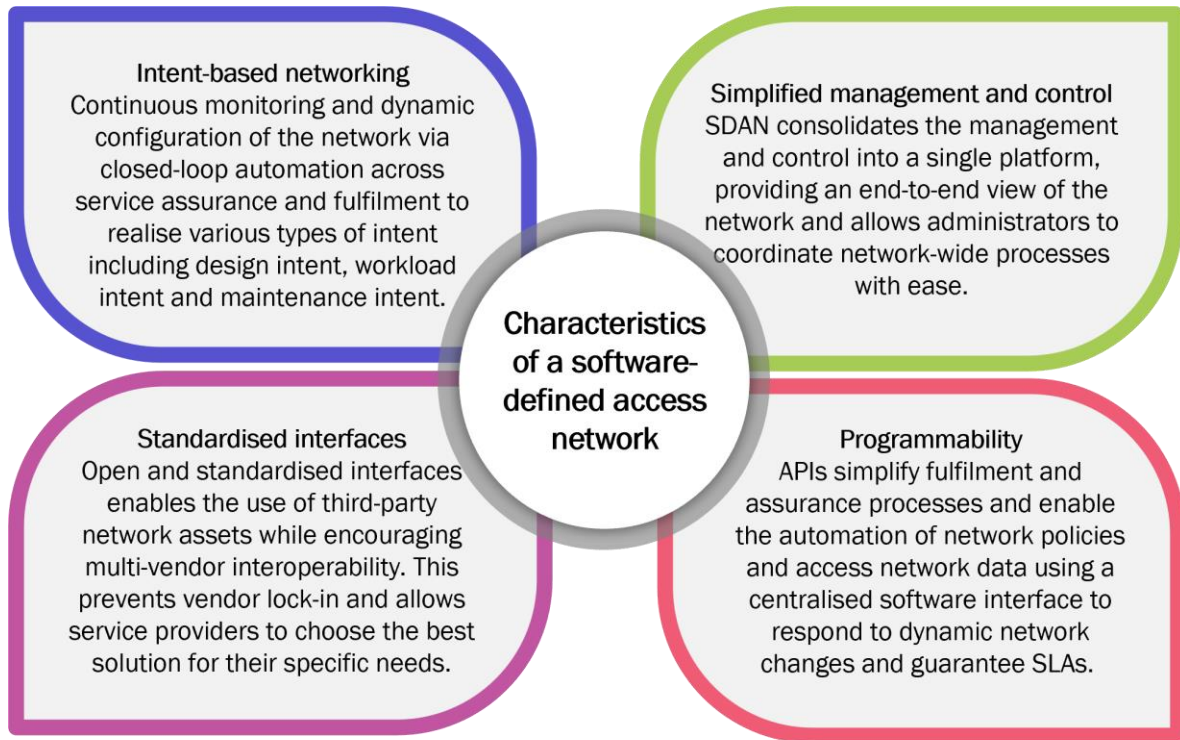 Intent-based networking
Continuous monitoring and dynamic
configuration of the network via
closed-loop automation across
service assurance and fulfilment to
realise various types of intent
including design intent, workload
intent and maintenance intent.
Simplified management and control
SDAN consolidates the management
and control into a single platform,
providing an end-to-end view of the
network and allows administrators to
coordinate network-wide processes
with ease.
Characteristics
of a software-
defined access
network
Standardised interfaces
Open and standardised interfaces
enables the use of third-party
network assets while encouraging
multi-vendor interoperability. This
prevents vendor lock-in and allows
service providers to choose the best
solution for their specific needs.
Programmability
APIs simplify fulfilment and
assurance processes and enable
the automation of network policies
and access network data using a
centralised software interface to
respond to dynamic network
changes and guarantee SLAs.